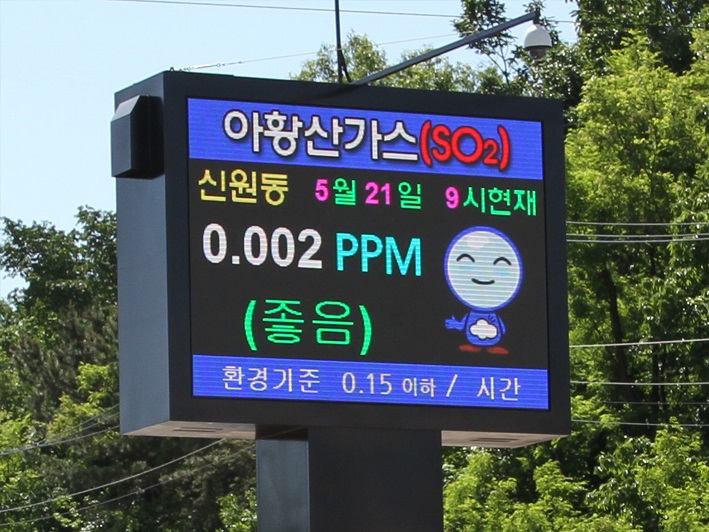 아황산가스(SO₂)
신원동 5월 21일 9시현재
0.002 PPM
(좋음)
환경기준 0.15 이하 / 시간